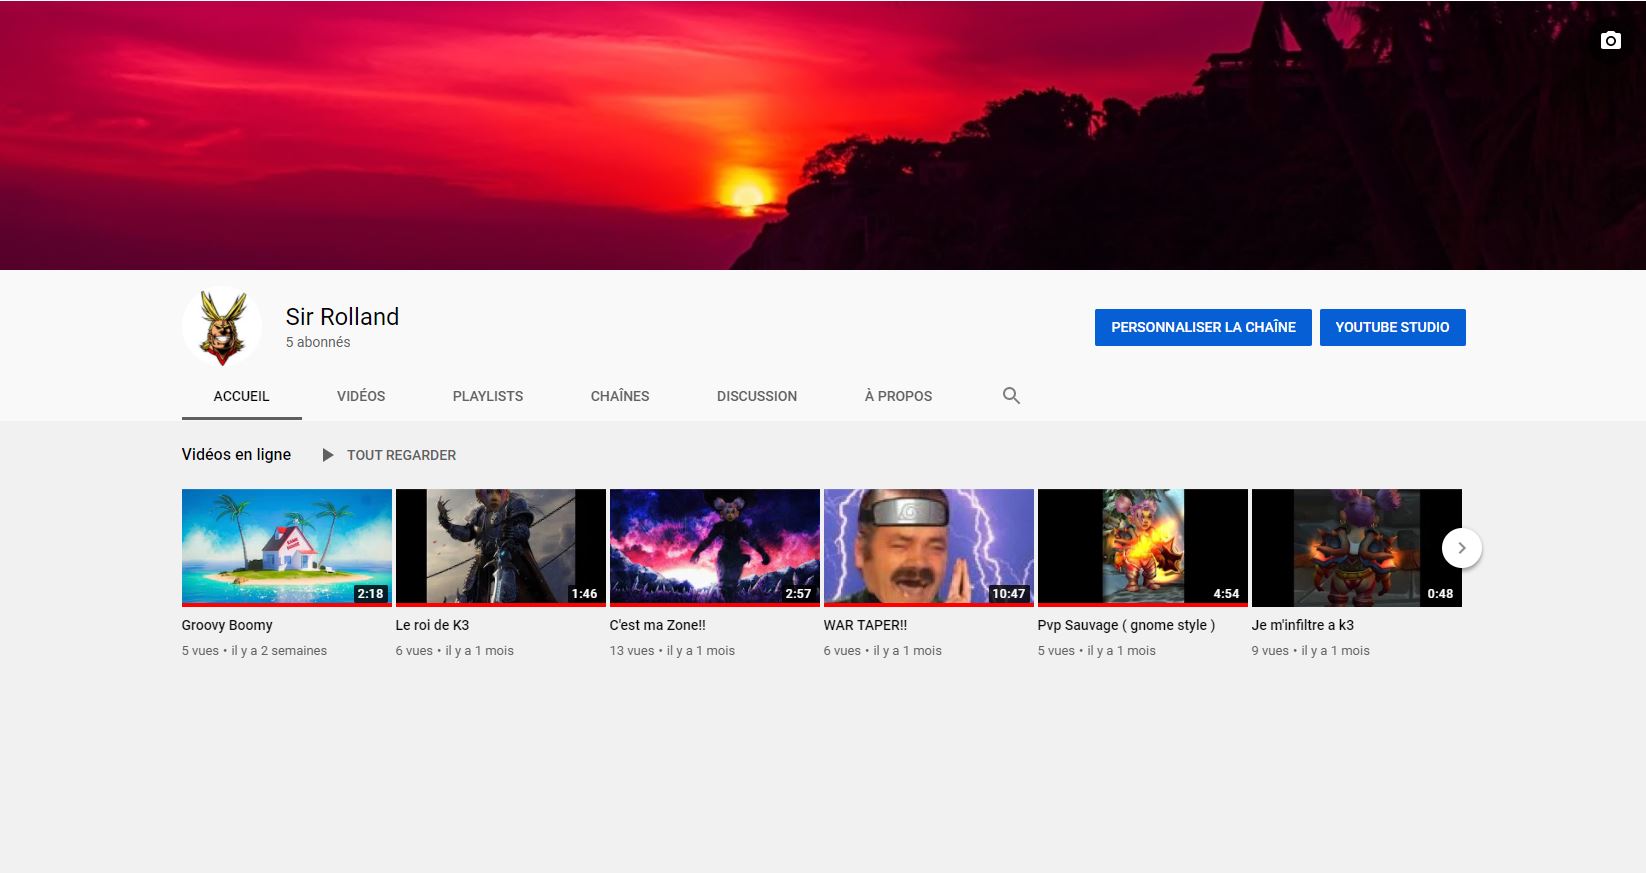 Sir Rolland
5 abonnés
PERSONNALISER LA CHAÎNE
YOUTUBE STUDIO
ACCUEIL
VIDÉOS
PLAYLISTS
CHAÎNES
DISCUSSION
À PROPOS
Vidéos en ligne
TOUT REGARDER
KAME HOUSE
2:18
1:46
2:57
10:47
4:54
0:48
Groovy Boomy
5 vues • il y a 2 semaines
Le roi de K3
6 vues • il y a 1 mois
C'est ma Zone!!
13 vues • il y a 1 mois
WAR TAPER!!
6 vues • il y a 1 mois
Pvp Sauvage ( gnome style )
5 vues • il y a 1 mois
Je m'infiltre a k3
9 vues • il y a 1 mois